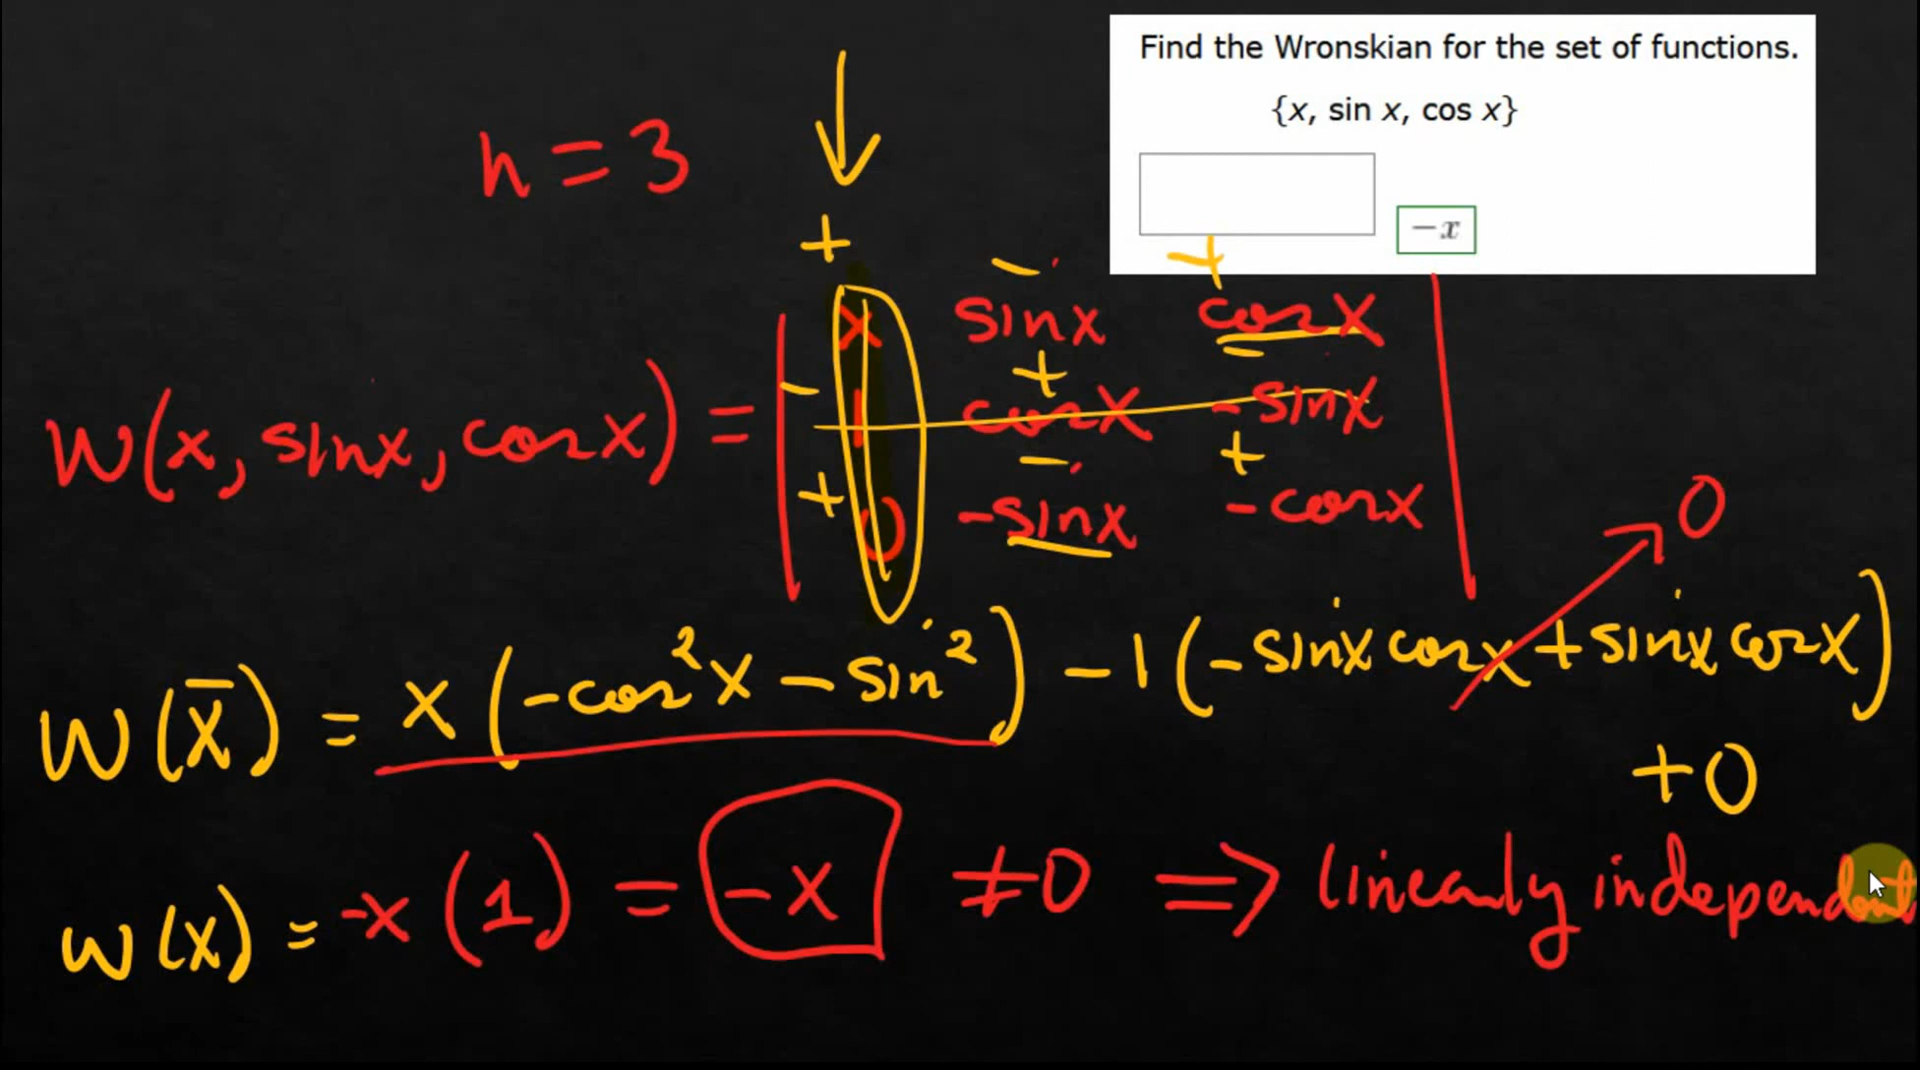 Find the Wronskian for the set of functions.
{x, sin x, cos x}
−x
n = 3
+ − +
x sinx cosx
− + −
W(x, sinx, cosx) = 1 cosx -sinx
+ − +
0 -sinx -cosx
0
W(x̅) = x(-cos²x − sin²) − 1(-sinx cosx + sinx cosx)
+0
W(x) = -x(1) = -x ≠0 ⇒ linearly independent